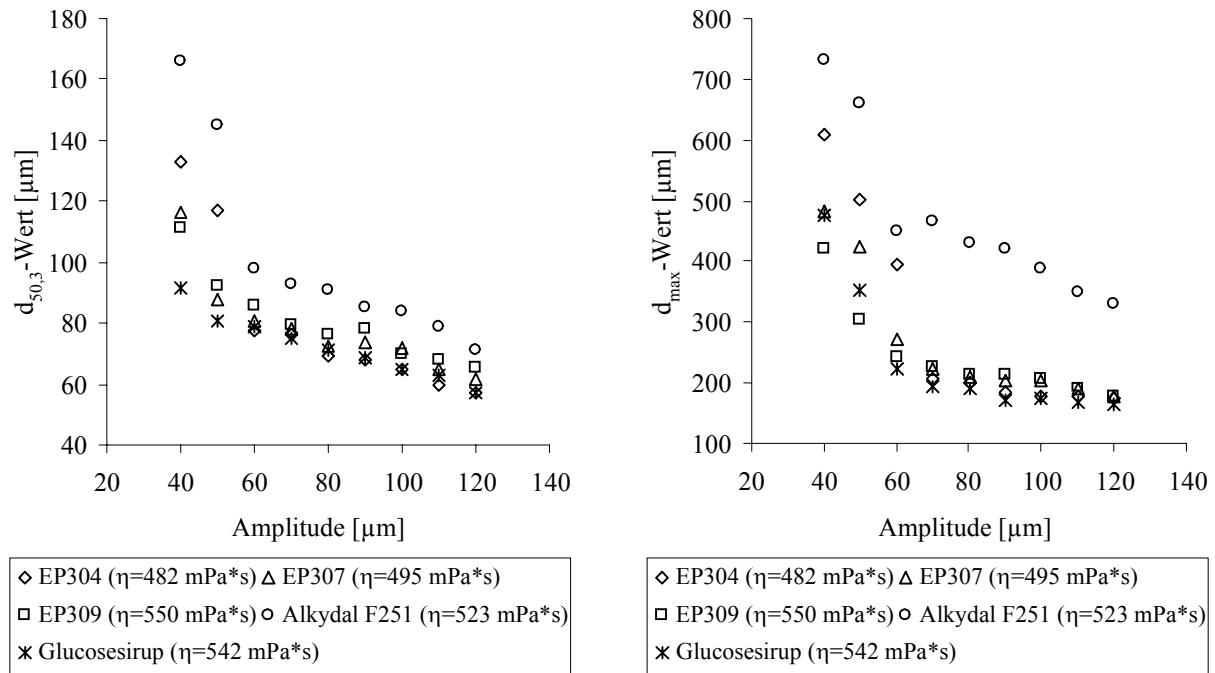 180
160
140
120
100
80
60
40
d50,3-Wert [µm]
20 40 60 80 100 120 140
Amplitude [µm]
EP304 (η=482 mPa*s) EP307 (η=495 mPa*s)
EP309 (η=550 mPa*s) Alkydal F251 (η=523 mPa*s)
Glucosesirup (η=542 mPa*s)
800
700
600
500
400
300
200
100
dmax-Wert [µm]
20 40 60 80 100 120 140
Amplitude [µm]
EP304 (η=482 mPa*s) EP307 (η=495 mPa*s)
EP309 (η=550 mPa*s) Alkydal F251 (η=523 mPa*s)
Glucosesirup (η=542 mPa*s)